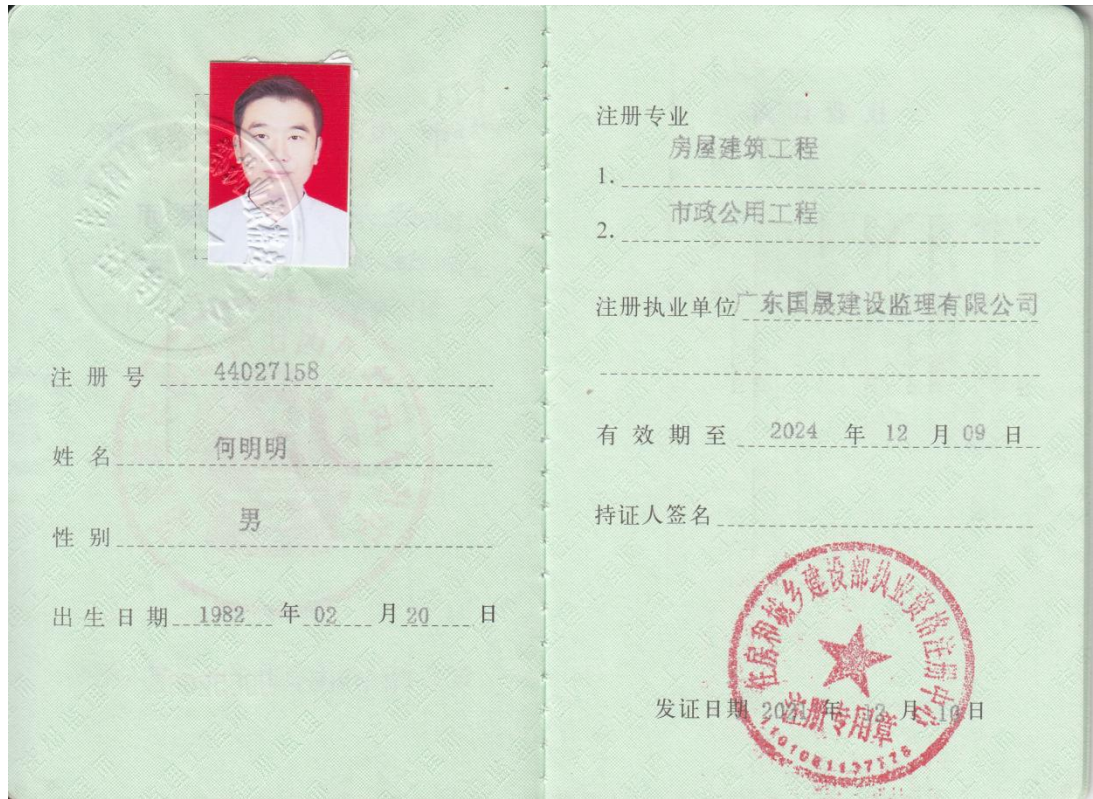 注册号 44027158
姓名 何明明
性别 男
出生日期 1982 年 02 月 20 日
注册专业
房屋建筑工程
1.
市政公用工程
2.
注册执业单位 广东国晟建设监理有限公司
有效期至 2024 年 12 月 09 日
持证人签名
住房和城乡建设部执业资格注册中心
发证日期 年 月 10 日
注册专用章